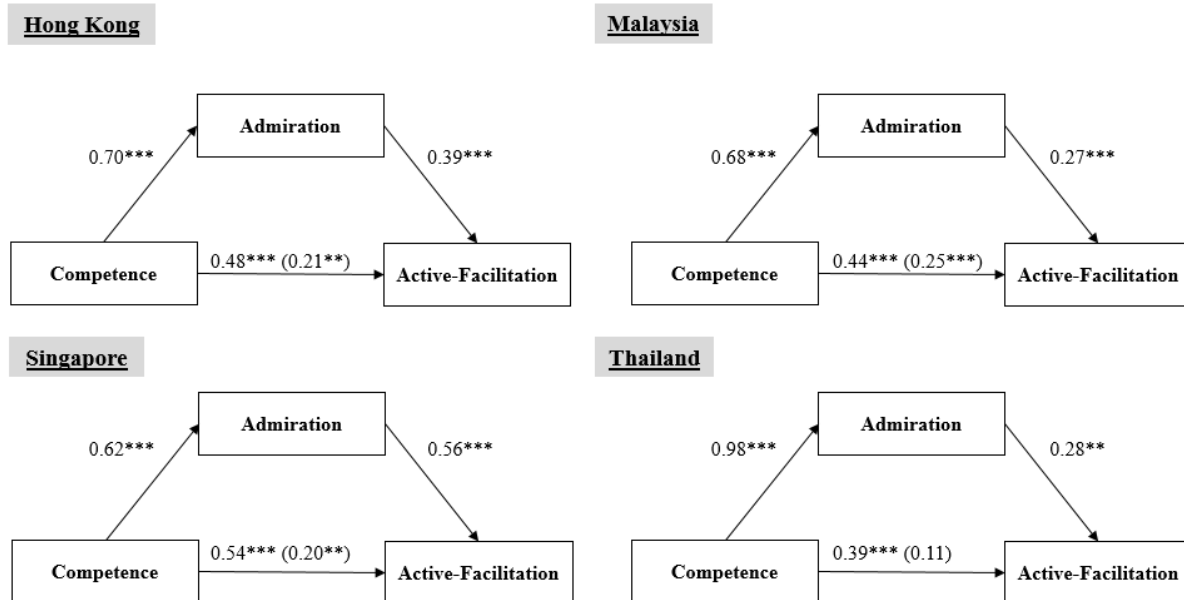 Hong Kong
Admiration
0.70***
0.39***
0.48*** (0.21**)
Competence
Active-Facilitation
Malaysia
Admiration
0.68***
0.27***
0.44*** (0.25***)
Competence
Active-Facilitation
Singapore
Admiration
0.62***
0.56***
0.54*** (0.20**)
Competence
Active-Facilitation
Thailand
Admiration
0.98***
0.28**
0.39*** (0.11)
Competence
Active-Facilitation